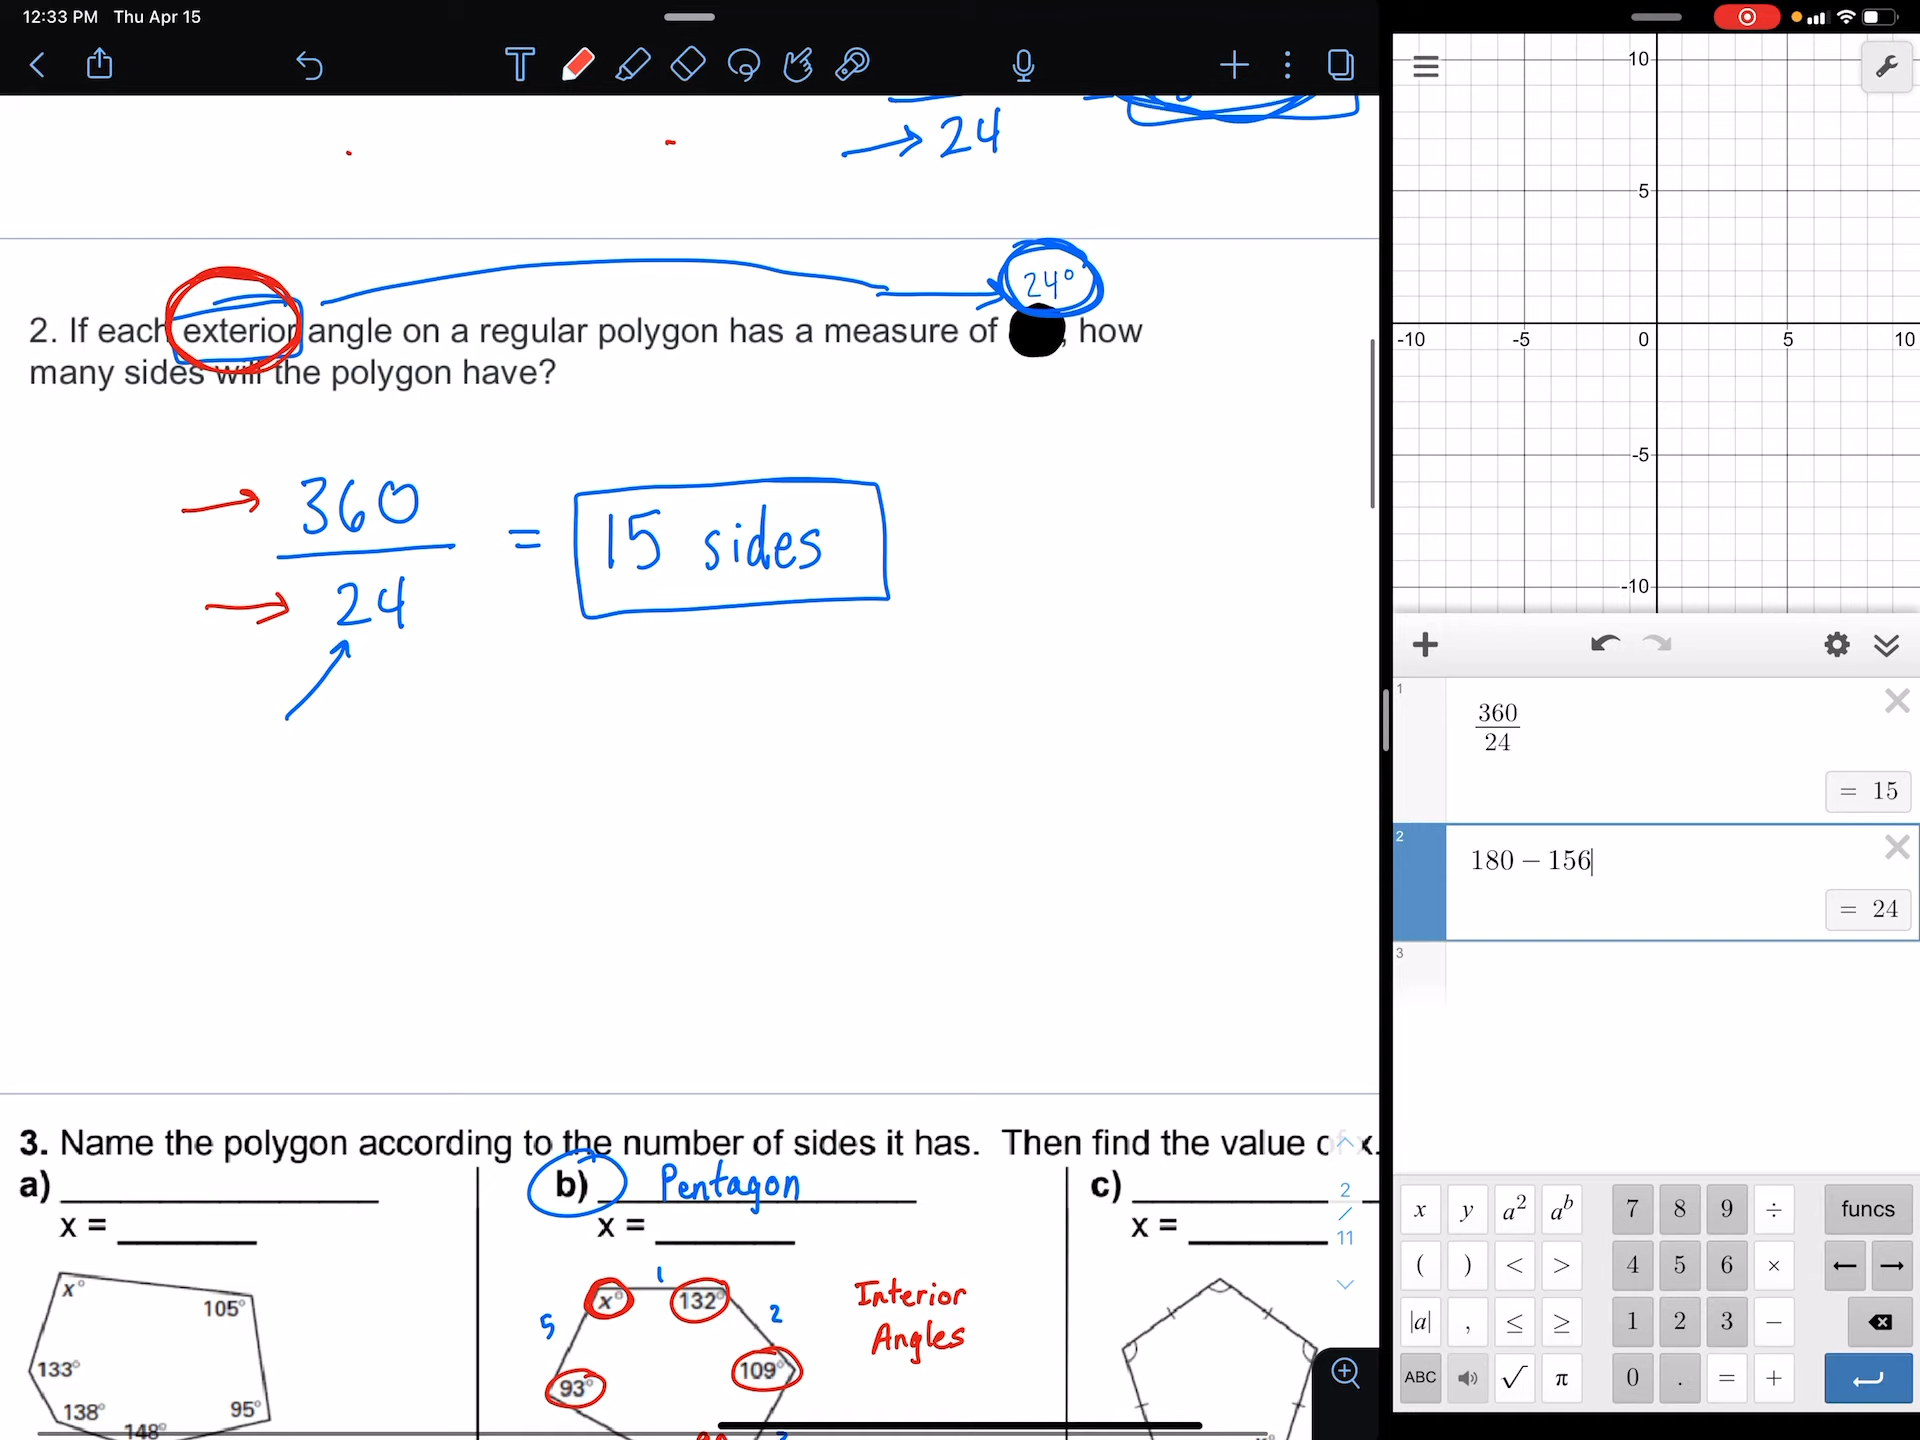 12:33 PM Thu Apr 15
→ 24
24°
2. If each exterior angle on a regular polygon has a measure of , how
many sides will the polygon have?
→ 360
→ 24
= 15 sides
3. Name the polygon according to the number of sides it has. Then find the value of x.
a)
x =
x°
105°
133°
138°
148°
95°
b) Pentagon
x =
1
x° 132°
5
2
93°
109°
Interior
Angles
c)
x =
2
/
11
10
5
-10 -5 0 5 10
-5
-10
1
360
24
= 15
2
180 − 156
= 24
3
x y a² aᵇ 7 8 9 ÷ funcs
( ) < > 4 5 6 × ← →
|a| , ≤ ≥ 1 2 3 −
ABC √ π 0 . = +